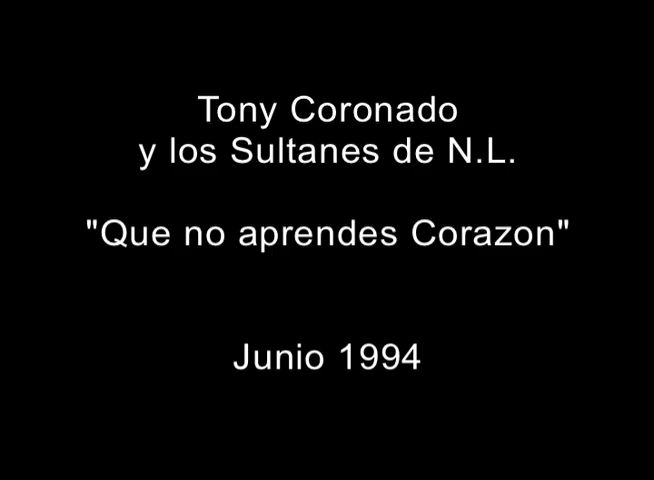 Tony Coronado
y los Sultanes de N.L.
"Que no aprendes Corazon"
Junio 1994